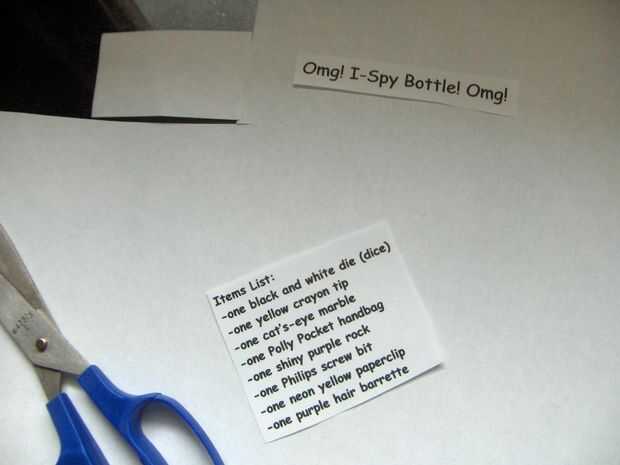 Omg! I-Spy Bottle! Omg!
Items List:
-one black and white die (dice)
-one yellow crayon tip
-one cat's-eye marble
-one Polly Pocket handbag
-one shiny purple rock
-one Philips screw bit
-one neon yellow paperclip
-one purple hair barrette